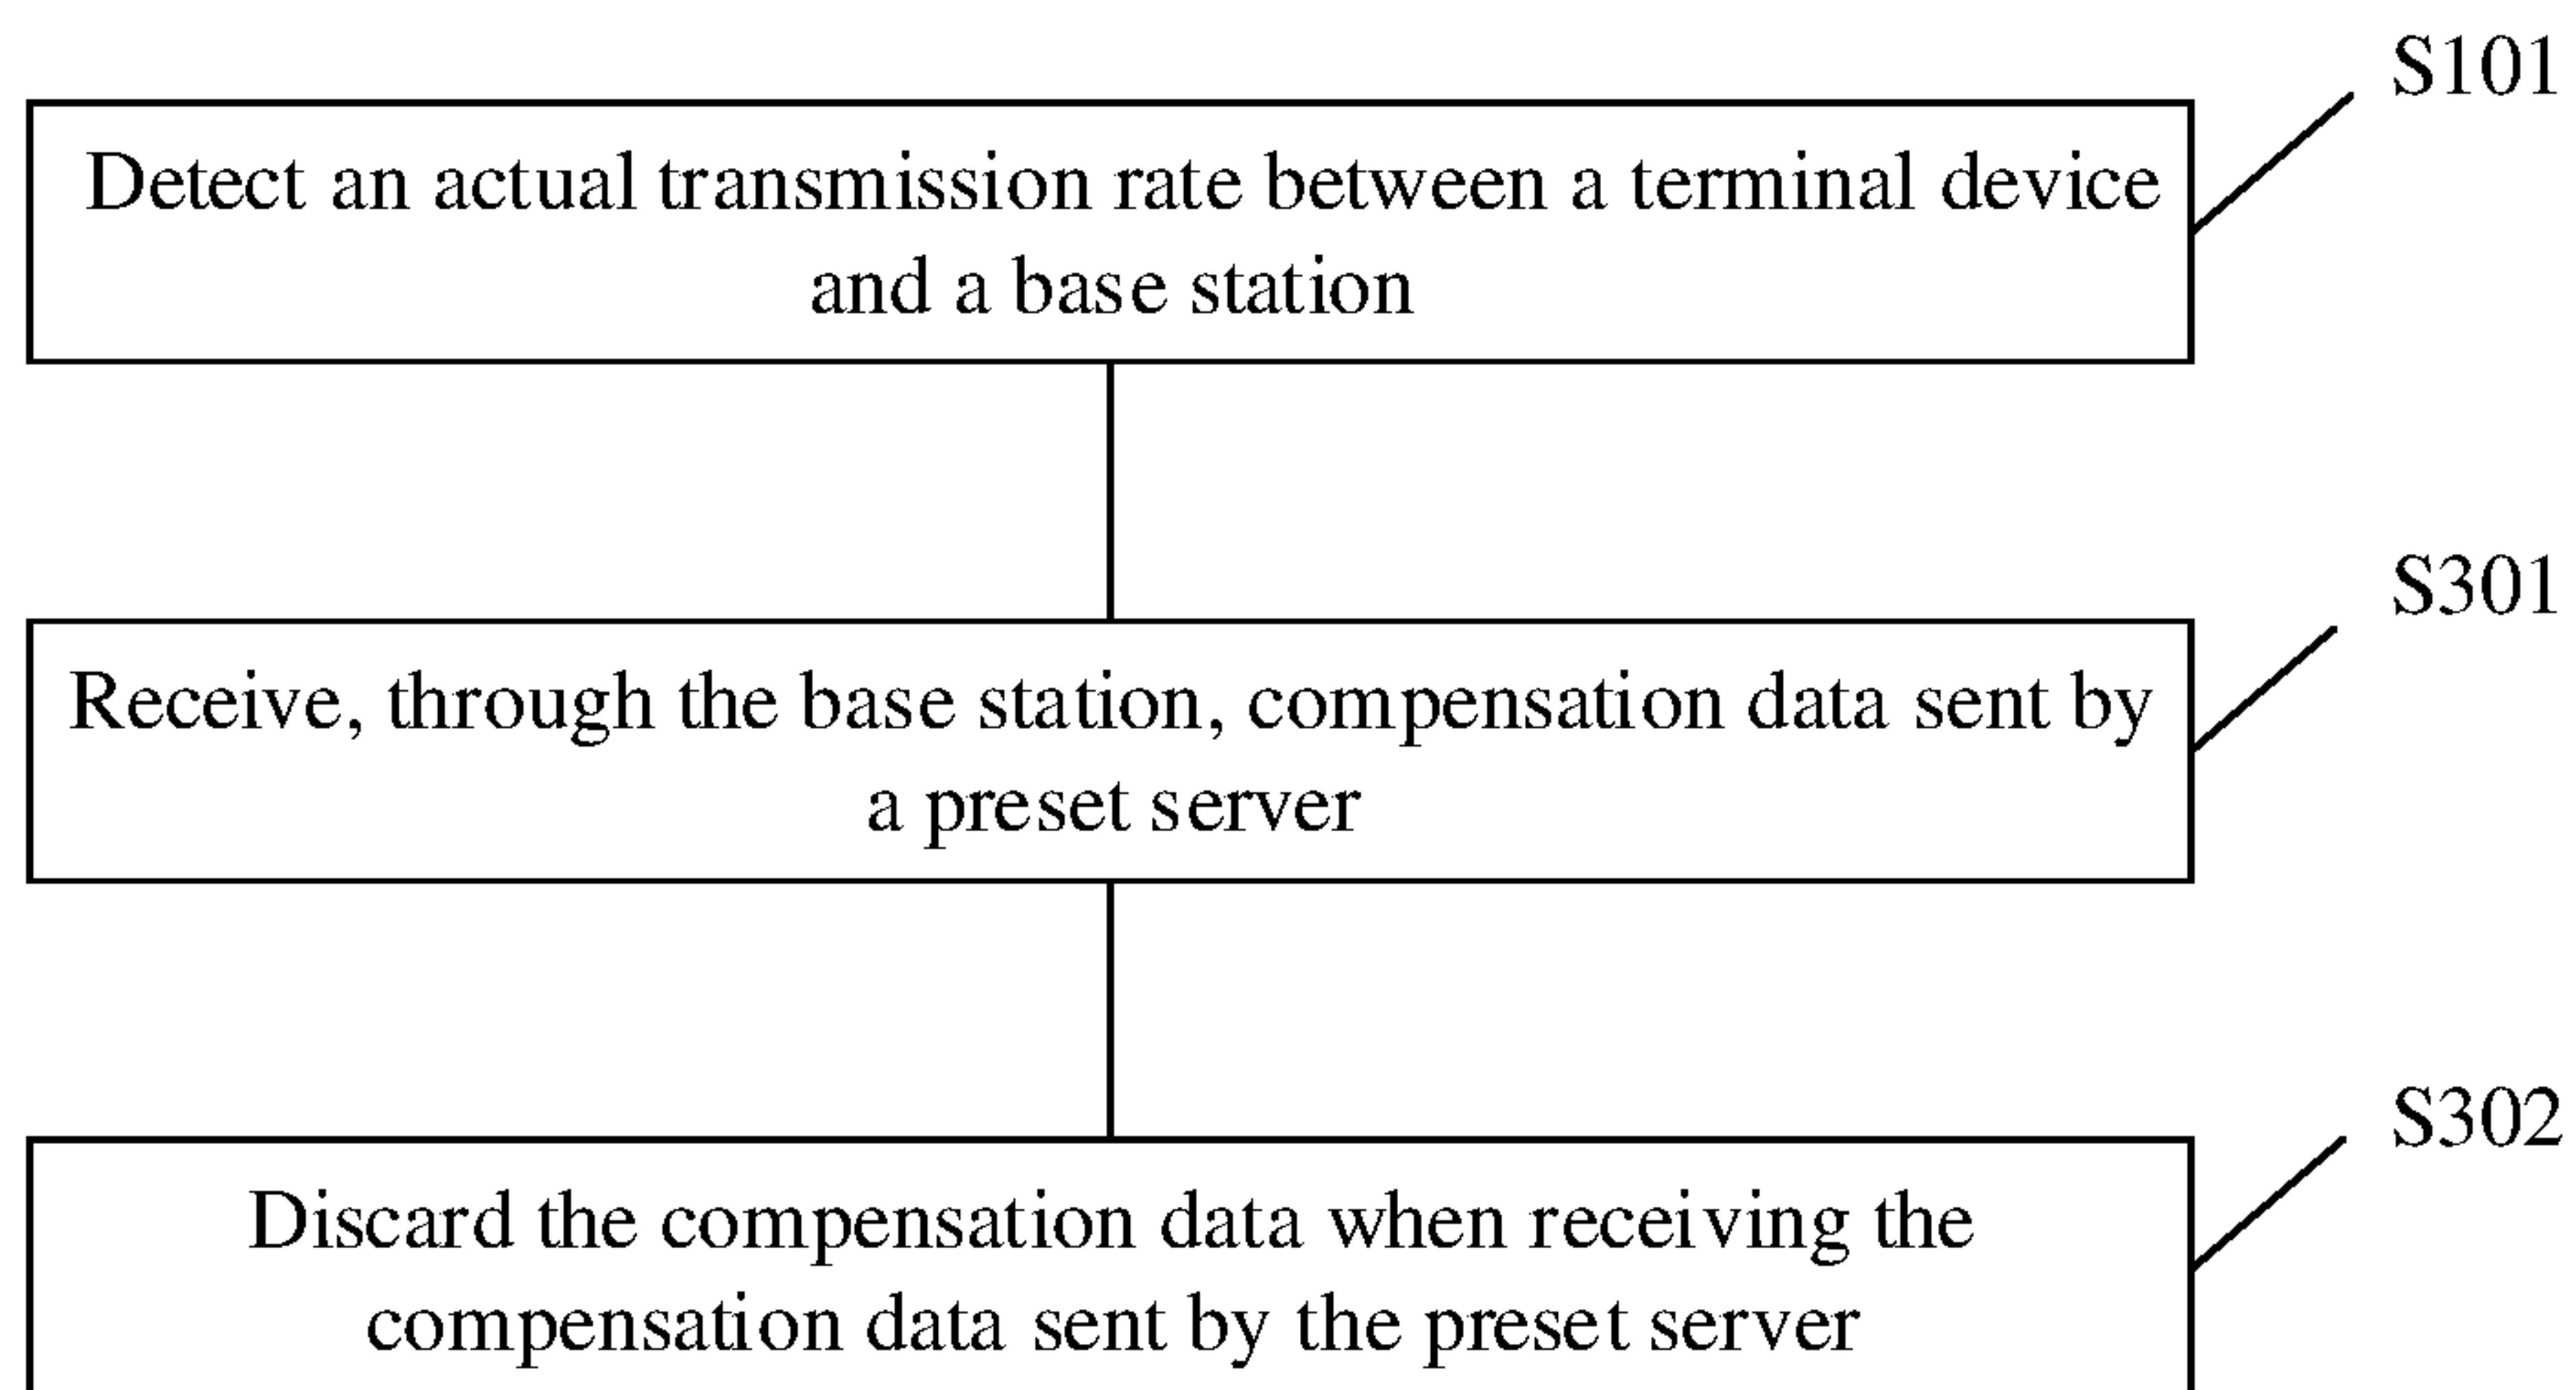 S101
Detect an actual transmission rate between a terminal device
and a base station
S301
Receive, through the base station, compensation data sent by
a preset server
S302
Discard the compensation data when receiving the
compensation data sent by the preset server